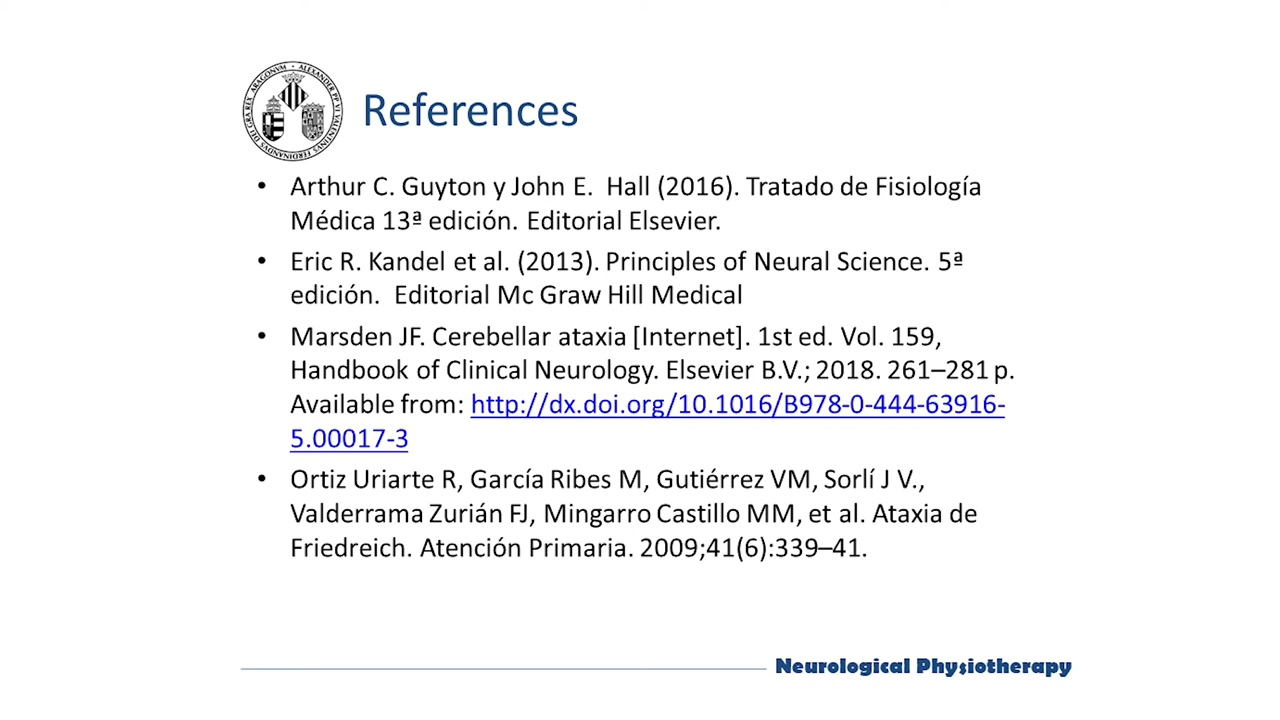 References
• Arthur C. Guyton y John E. Hall (2016). Tratado de Fisiología
Médica 13ª edición. Editorial Elsevier.
• Eric R. Kandel et al. (2013). Principles of Neural Science. 5ª
edición. Editorial Mc Graw Hill Medical
• Marsden JF. Cerebellar ataxia [Internet]. 1st ed. Vol. 159,
Handbook of Clinical Neurology. Elsevier B.V.; 2018. 261–281 p.
Available from: http://dx.doi.org/10.1016/B978-0-444-63916-
5.00017-3
• Ortiz Uriarte R, García Ribes M, Gutiérrez VM, Sorlí J V.,
Valderrama Zurián FJ, Mingarro Castillo MM, et al. Ataxia de
Friedreich. Atención Primaria. 2009;41(6):339–41.
Neurological Physiotherapy